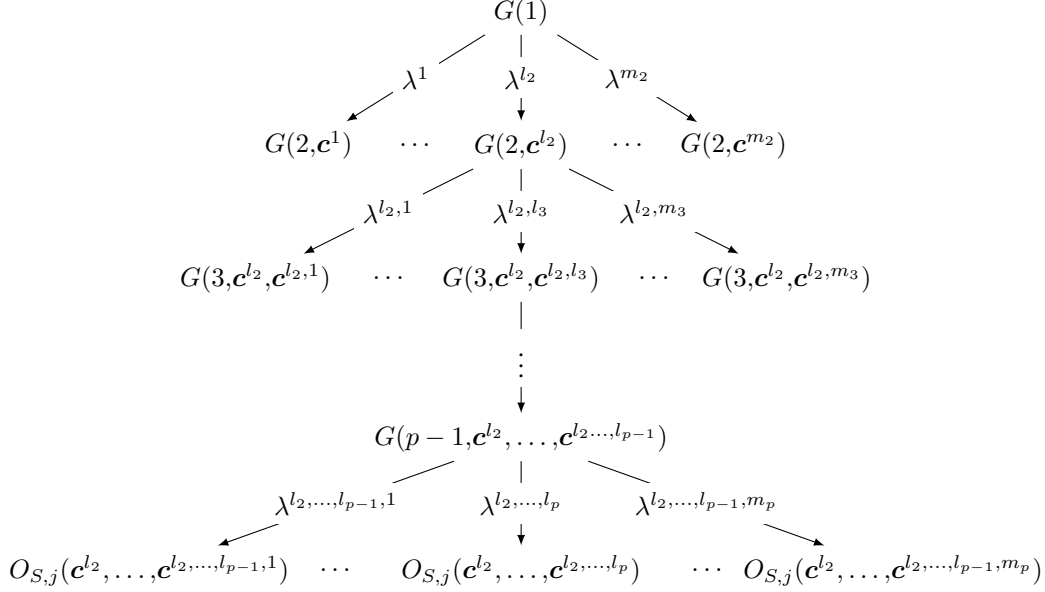 G(1)
λ^1 λ^{l_2} λ^{m_2}
G(2,c^1) ··· G(2,c^{l_2}) ··· G(2,c^{m_2})
λ^{l_2,1} λ^{l_2,l_3} λ^{l_2,m_3}
G(3,c^{l_2},c^{l_2,1}) ··· G(3,c^{l_2},c^{l_2,l_3}) ··· G(3,c^{l_2},c^{l_2,m_3})
⋮
G(p − 1,c^{l_2},...,c^{l_2...,l_{p−1}})
λ^{l_2,...,l_{p−1},1} λ^{l_2,...,l_p} λ^{l_2,...,l_{p−1},m_p}
O_{S,j}(c^{l_2},...,c^{l_2,...,l_{p−1},1}) ··· O_{S,j}(c^{l_2},...,c^{l_2,...,l_p}) ··· O_{S,j}(c^{l_2},...,c^{l_2,...,l_{p−1},m_p})